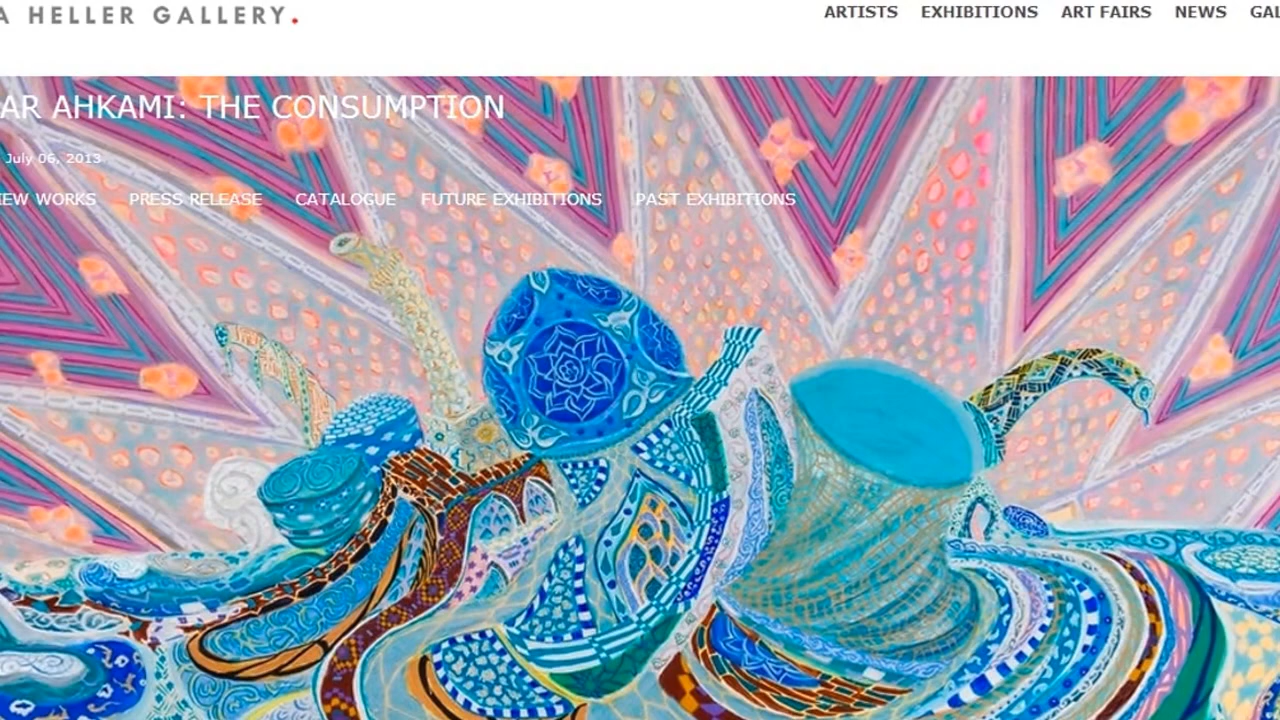 A HELLER GALLERY.
ARTISTS EXHIBITIONS ART FAIRS NEWS GAL
AR AHKAMI: THE CONSUMPTION
July 06, 2013
IEW WORKS PRESS RELEASE CATALOGUE FUTURE EXHIBITIONS PAST EXHIBITIONS